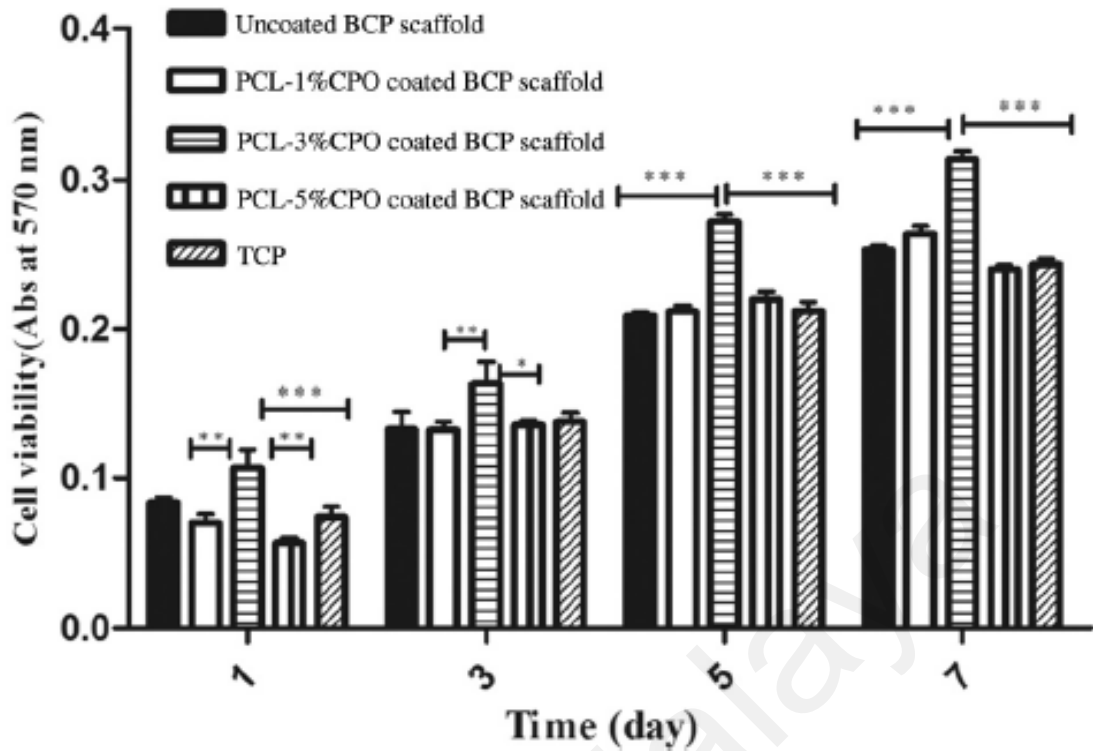 0.4
0.3
0.2
0.1
0.0
Cell viability(Abs at 570 nm)
Uncoated BCP scaffold
PCL-1%CPO coated BCP scaffold
PCL-3%CPO coated BCP scaffold
PCL-5%CPO coated BCP scaffold
TCP
** *** **
** *
*** ***
*** ***
1 3 5 7
Time (day)
alaya